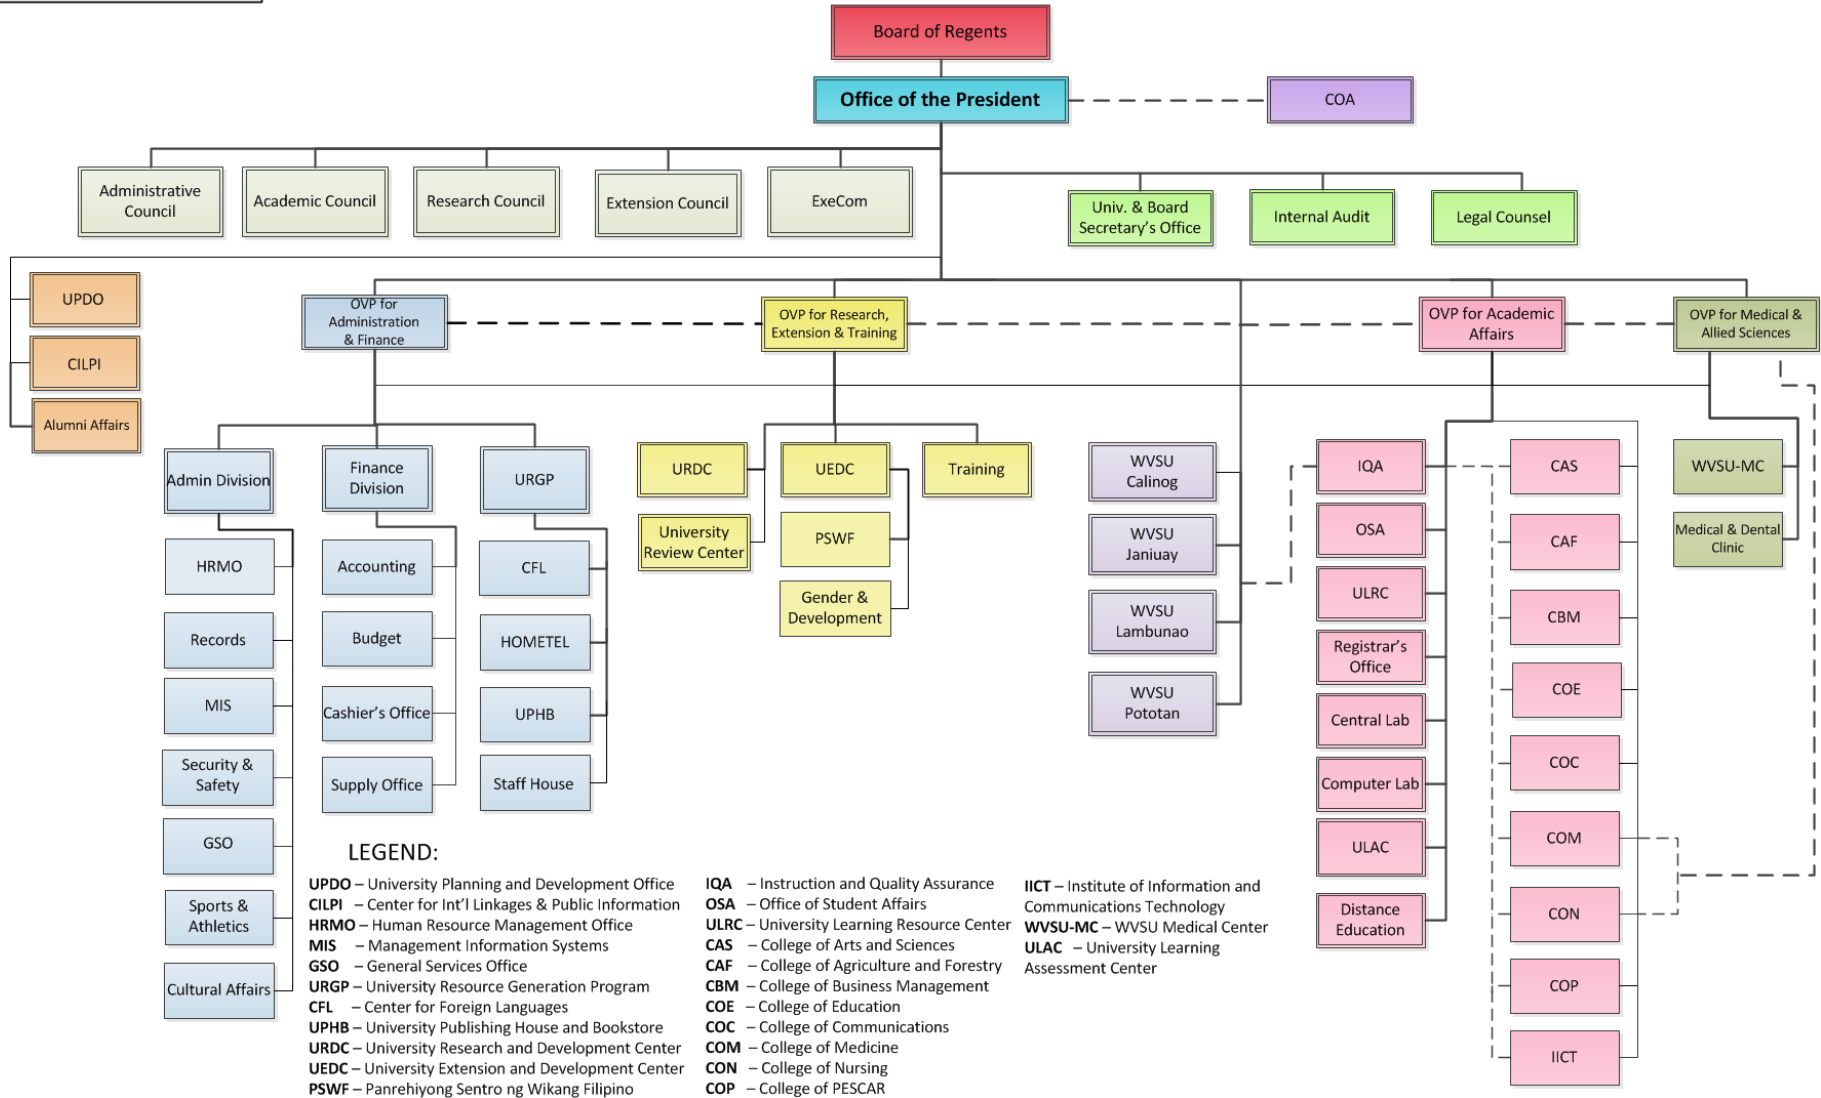 Board of Regents
Office of the President
COA
Administrative
Council
Academic Council
Research Council
Extension Council
ExeCom
Univ. & Board
Secretary's Office
Internal Audit
Legal Counsel
UPDO
CILPI
Alumni Affairs
OVP for
Administration
& Finance
OVP for Research,
Extension & Training
OVP for Academic
Affairs
OVP for Medical &
Allied Sciences
Admin Division
Finance
Division
URGP
HRMO
Records
MIS
Security &
Safety
GSO
Sports &
Athletics
Cultural Affairs
Accounting
Budget
Cashier's Office
Supply Office
CFL
HOMETEL
UPHB
Staff House
URDC
University
Review Center
UEDC
PSWF
Gender &
Development
Training
WVSU
Calinog
WVSU
Janiuay
WVSU
Lambunao
WVSU
Pototan
IQA
OSA
ULRC
Registrar's
Office
Central Lab
Computer Lab
ULAC
Distance
Education
CAS
CAF
CBM
COE
COC
COM
CON
COP
IICT
WVSU-MC
Medical & Dental
Clinic
LEGEND:
UPDO – University Planning and Development Office
CILPI – Center for Int'l Linkages & Public Information
HRMO – Human Resource Management Office
MIS – Management Information Systems
GSO – General Services Office
URGP – University Resource Generation Program
CFL – Center for Foreign Languages
UPHB – University Publishing House and Bookstore
URDC – University Research and Development Center
UEDC – University Extension and Development Center
PSWF – Panrehiyong Sentro ng Wikang Filipino
IQA – Instruction and Quality Assurance
OSA – Office of Student Affairs
ULRC – University Learning Resource Center
CAS – College of Arts and Sciences
CAF – College of Agriculture and Forestry
CBM – College of Business Management
COE – College of Education
COC – College of Communications
COM – College of Medicine
CON – College of Nursing
COP – College of PESCAR
IICT – Institute of Information and
Communications Technology
WVSU-MC – WVSU Medical Center
ULAC – University Learning
Assessment Center